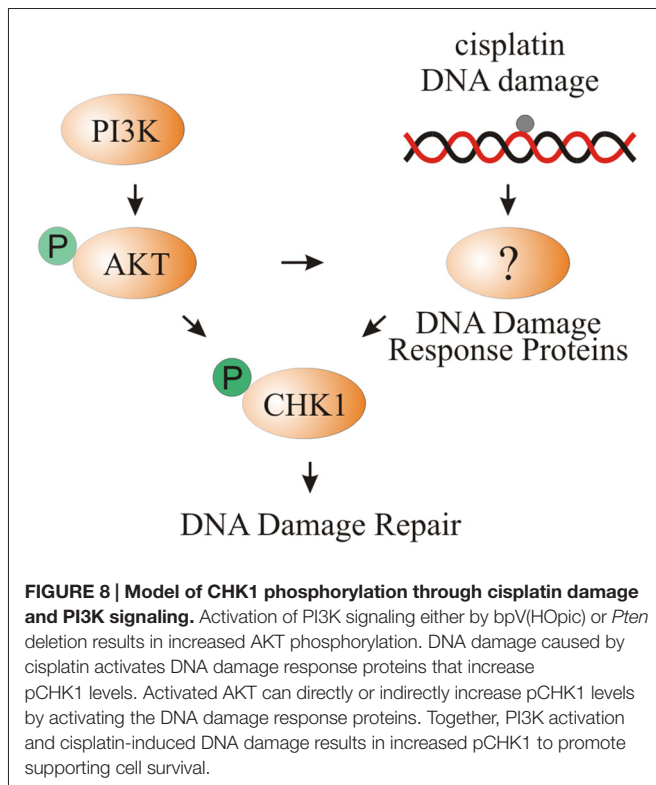 cisplatin
DNA damage
PI3K
P
AKT
?
DNA Damage
Response Proteins
P
CHK1
DNA Damage Repair
FIGURE 8 | Model of CHK1 phosphorylation through cisplatin damage
and PI3K signaling. Activation of PI3K signaling either by bpV(HOpic) or Pten
deletion results in increased AKT phosphorylation. DNA damage caused by
cisplatin activates DNA damage response proteins that increase
pCHK1 levels. Activated AKT can directly or indirectly increase pCHK1 levels
by activating the DNA damage response proteins. Together, PI3K activation
and cisplatin-induced DNA damage results in increased pCHK1 to promote
supporting cell survival.